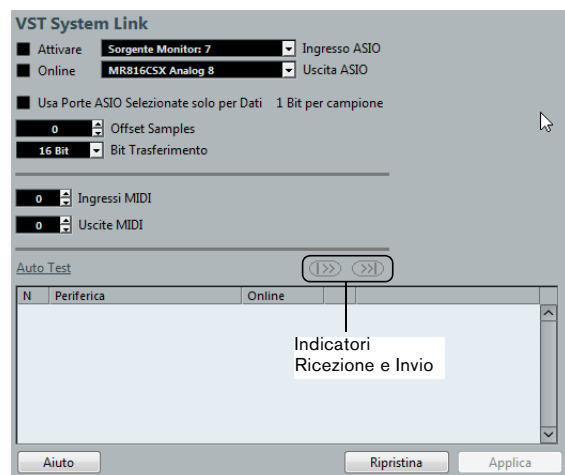 VST System Link
Attivare Sorgente Monitor: 7 Ingresso ASIO
Online MR816CSX Analog 8 Uscita ASIO
Usa Porte ASIO Selezionate solo per Dati 1 Bit per campione
0 Offset Samples
16 Bit Bit Trasferimento
0 Ingressi MIDI
0 Uscite MIDI
Auto Test
N Periferica Online
Indicatori
Ricezione e Invio
Aiuto Ripristina Applica